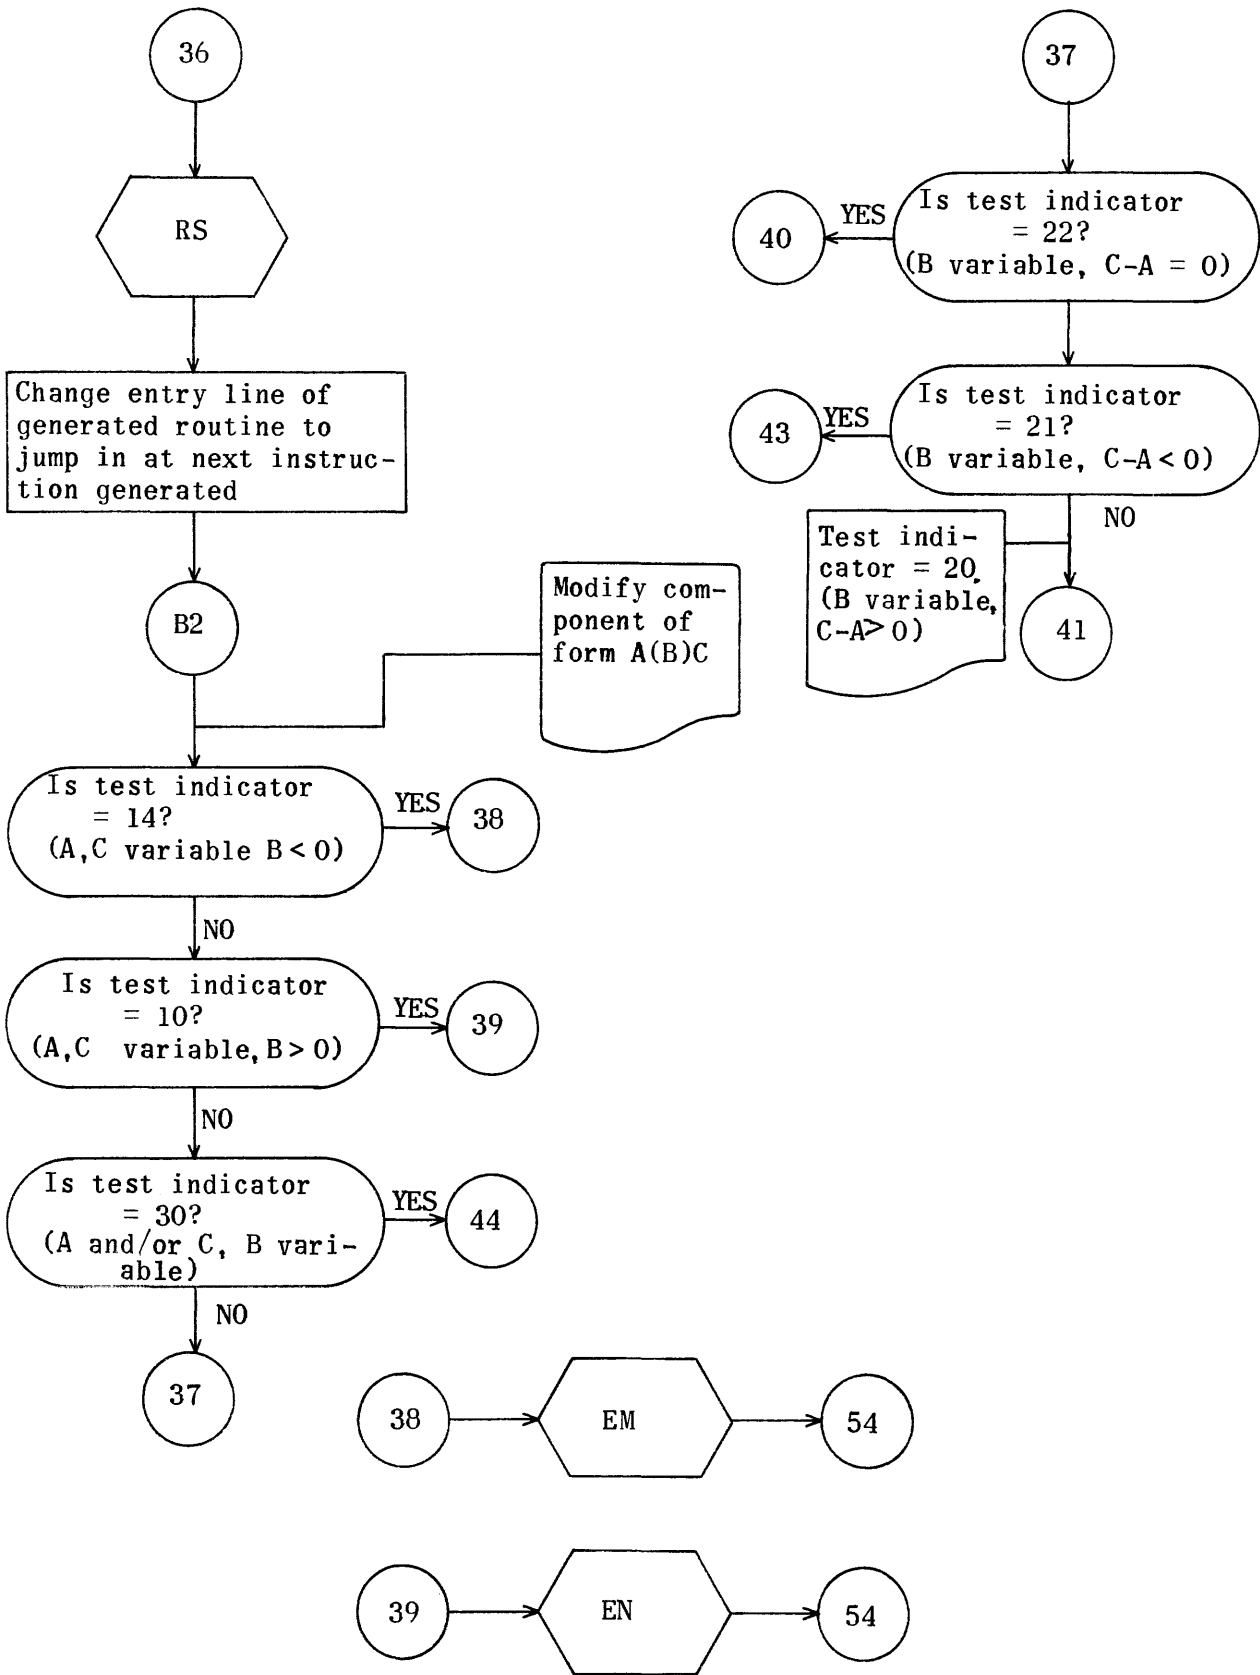 36
RS
Change entry line of
generated routine to
jump in at next instruc-
tion generated
B2
Modify com-
ponent of
form A(B)C
Is test indicator
= 14?
(A,C variable B < 0)
YES
38
NO
Is test indicator
= 10?
(A,C variable, B > 0)
YES
39
NO
Is test indicator
= 30?
(A and/or C, B vari-
able)
YES
44
NO
37
37
Is test indicator
= 22?
(B variable, C-A = 0)
YES
40
Is test indicator
= 21?
(B variable, C-A < 0)
YES
43
NO
Test indi-
cator = 20.
(B variable,
C-A > 0)
41
38
EM
54
39
EN
54